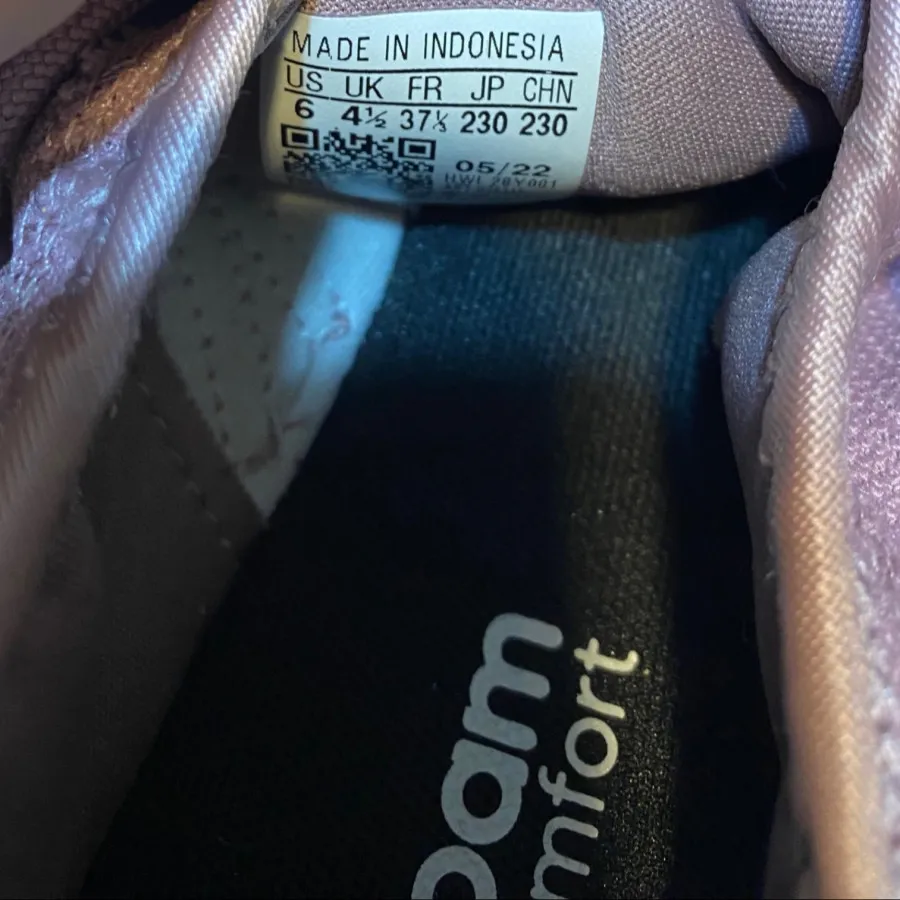 MADE IN INDONESIA
US UK FR JP CHN
6 4½ 37⅓ 230 230
05/22
oam
mfort